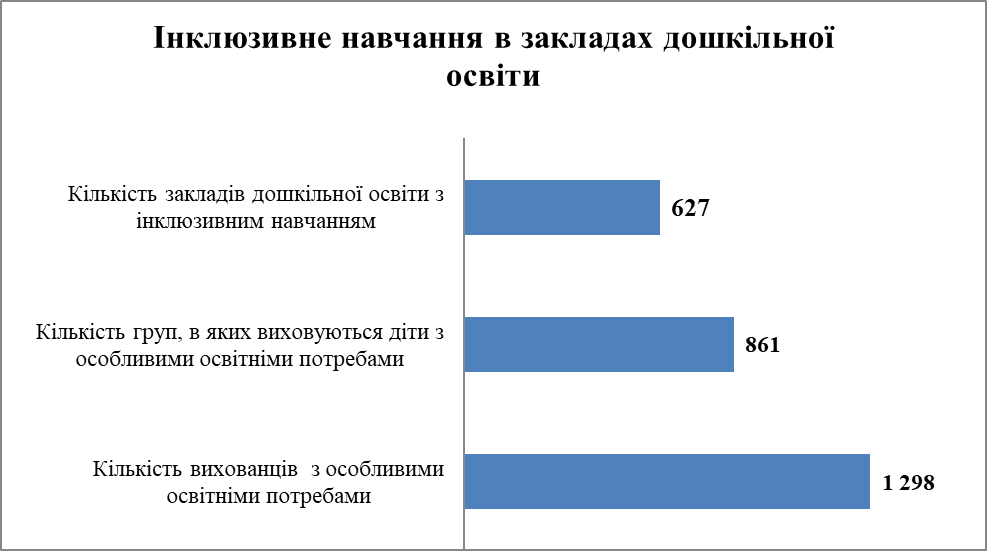 Інклюзивне навчання в закладах дошкільної
освіти
Кількість закладів дошкільної освіти з
інклюзивним навчанням
627
Кількість груп, в яких виховуються діти з
особливими освітніми потребами
861
Кількість вихованців з особливими
освітніми потребами
1 298